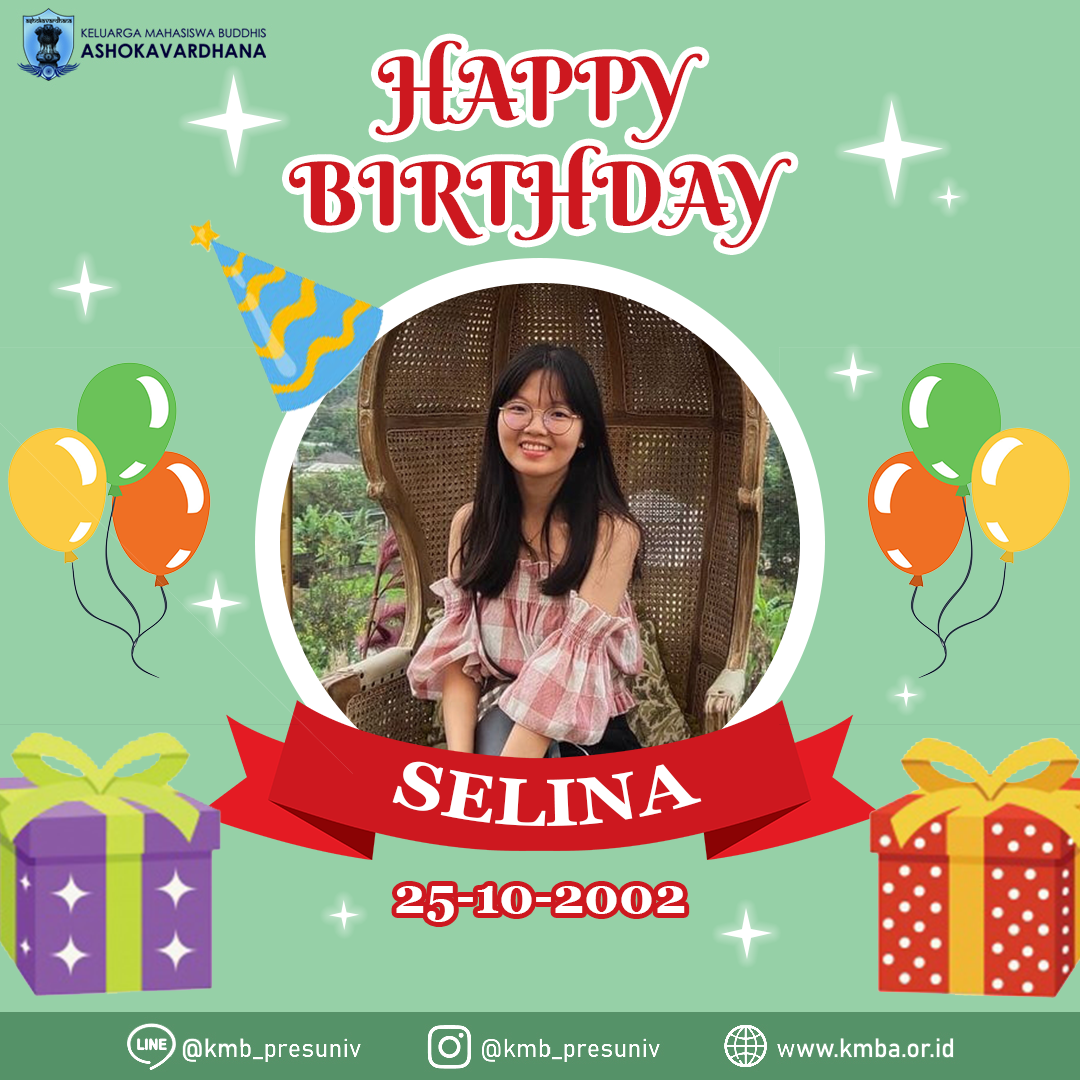 ashokavardhana
KELUARGA MAHASISWA BUDDHIS
ASHOKAVARDHANA
HAPPY
BIRTHDAY
SELINA
25-10-2002
LINE @kmb_presuniv @kmb_presuniv www.kmba.or.id